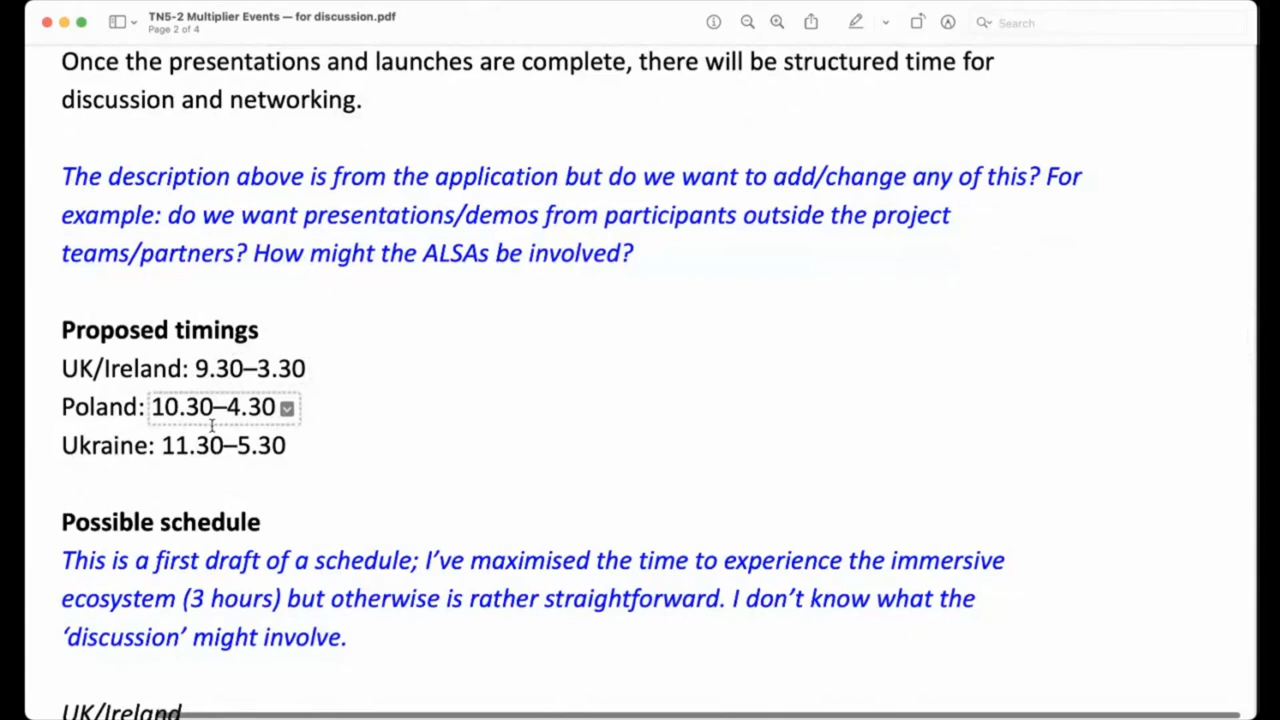 TN5-2 Multiplier Events — for discussion.pdf
Page 2 of 4
Search
Once the presentations and launches are complete, there will be structured time for
discussion and networking.
The description above is from the application but do we want to add/change any of this? For
example: do we want presentations/demos from participants outside the project
teams/partners? How might the ALSAs be involved?
Proposed timings
UK/Ireland: 9.30–3.30
Poland: 10.30–4.30
Ukraine: 11.30–5.30
Possible schedule
This is a first draft of a schedule; I’ve maximised the time to experience the immersive
ecosystem (3 hours) but otherwise is rather straightforward. I don’t know what the
‘discussion’ might involve.
UK/Ireland